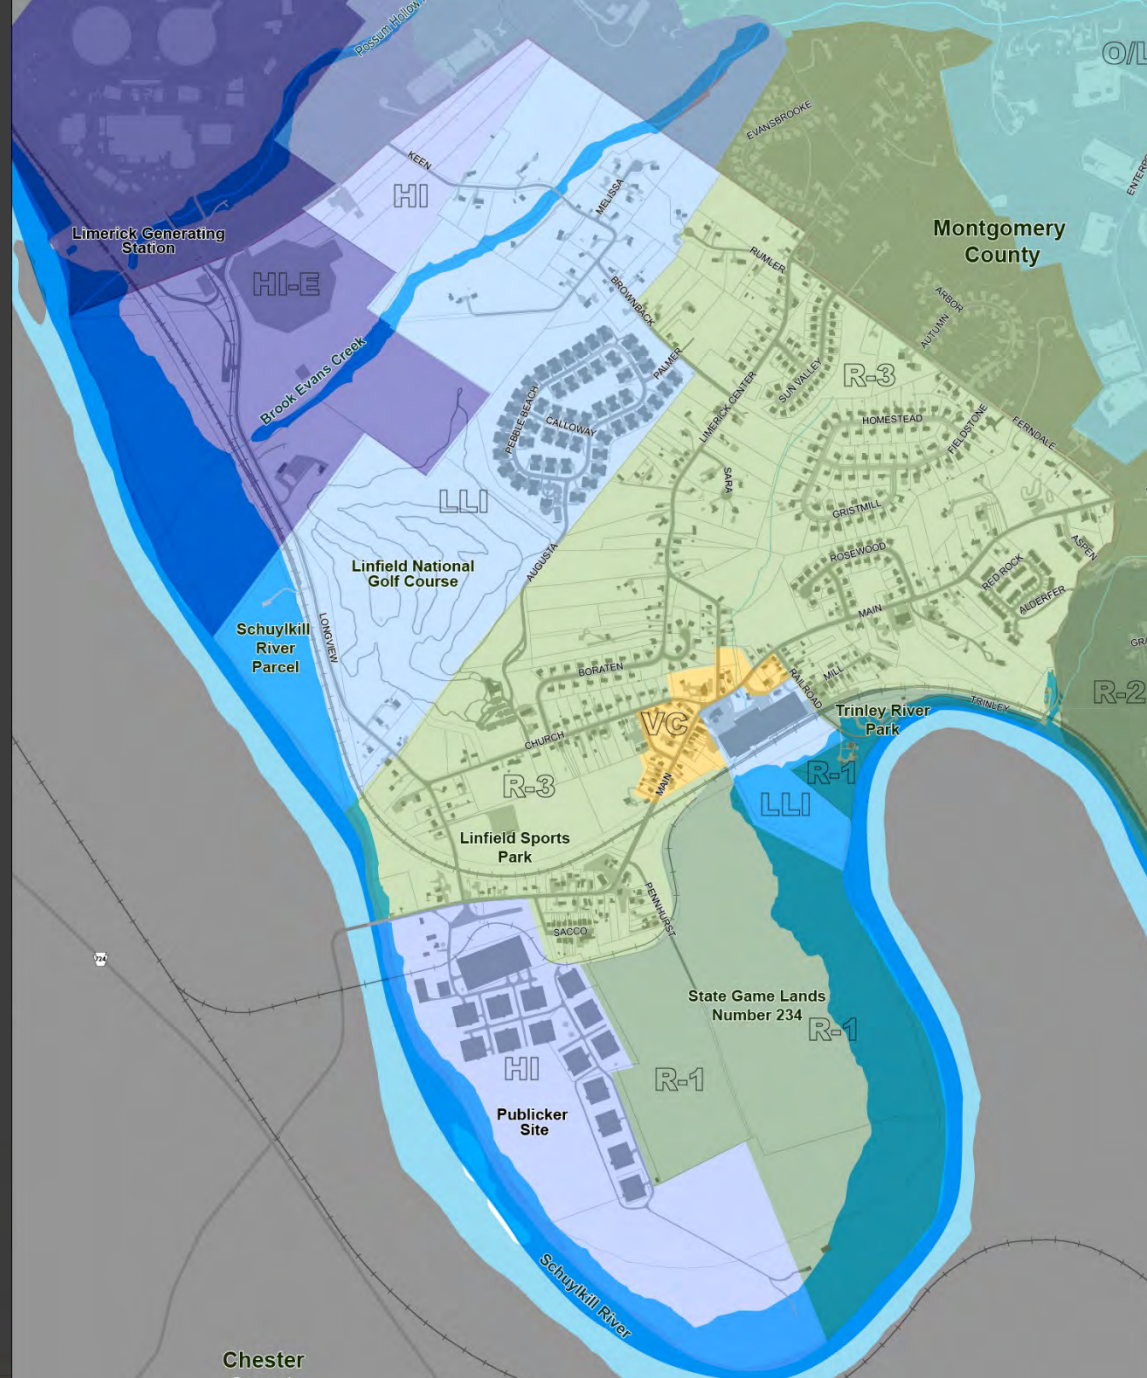 Possum Hollow
O/L
EVANSBROOKE
KEEN
ENTERP
HI
MELISSA
Limerick Generating
Station
Montgomery
County
RUMLER
HI-E
BROWNBACK
ARBOR
AUTUMN
Brook Evans Creek
PALMER
SUN VALLEY
R-3
LIMERICK CENTER
PEBBLE BEACH
CALLOWAY
HOMESTEAD
FIELDSTONE
FERNDALE
SARA
LLI
GRISTMILL
AUGUSTA
ROSEWOOD
ASPEN
Linfield National
Golf Course
RED ROCK
ALDERFER
MAIN
Schuylkill
River
Parcel
LONGVIEW
GRA
BORATEN
MILL
RAILROAD
R-2
TRINLEY
Trinley River
Park
VC
CHURCH
R-1
MAIN
R-3
LLI
Linfield Sports
Park
PENNHURST
SACCO
724
State Game Lands
Number 234
R-1
HI
R-1
Publicker
Site
Schuylkill River
Chester